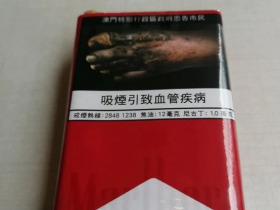 澳門特別行政區政府忠告市民
吸煙引致血管疾病
戒煙熱線: 2848 1238 焦油: 12毫克 尼古丁: 1.0 毫克